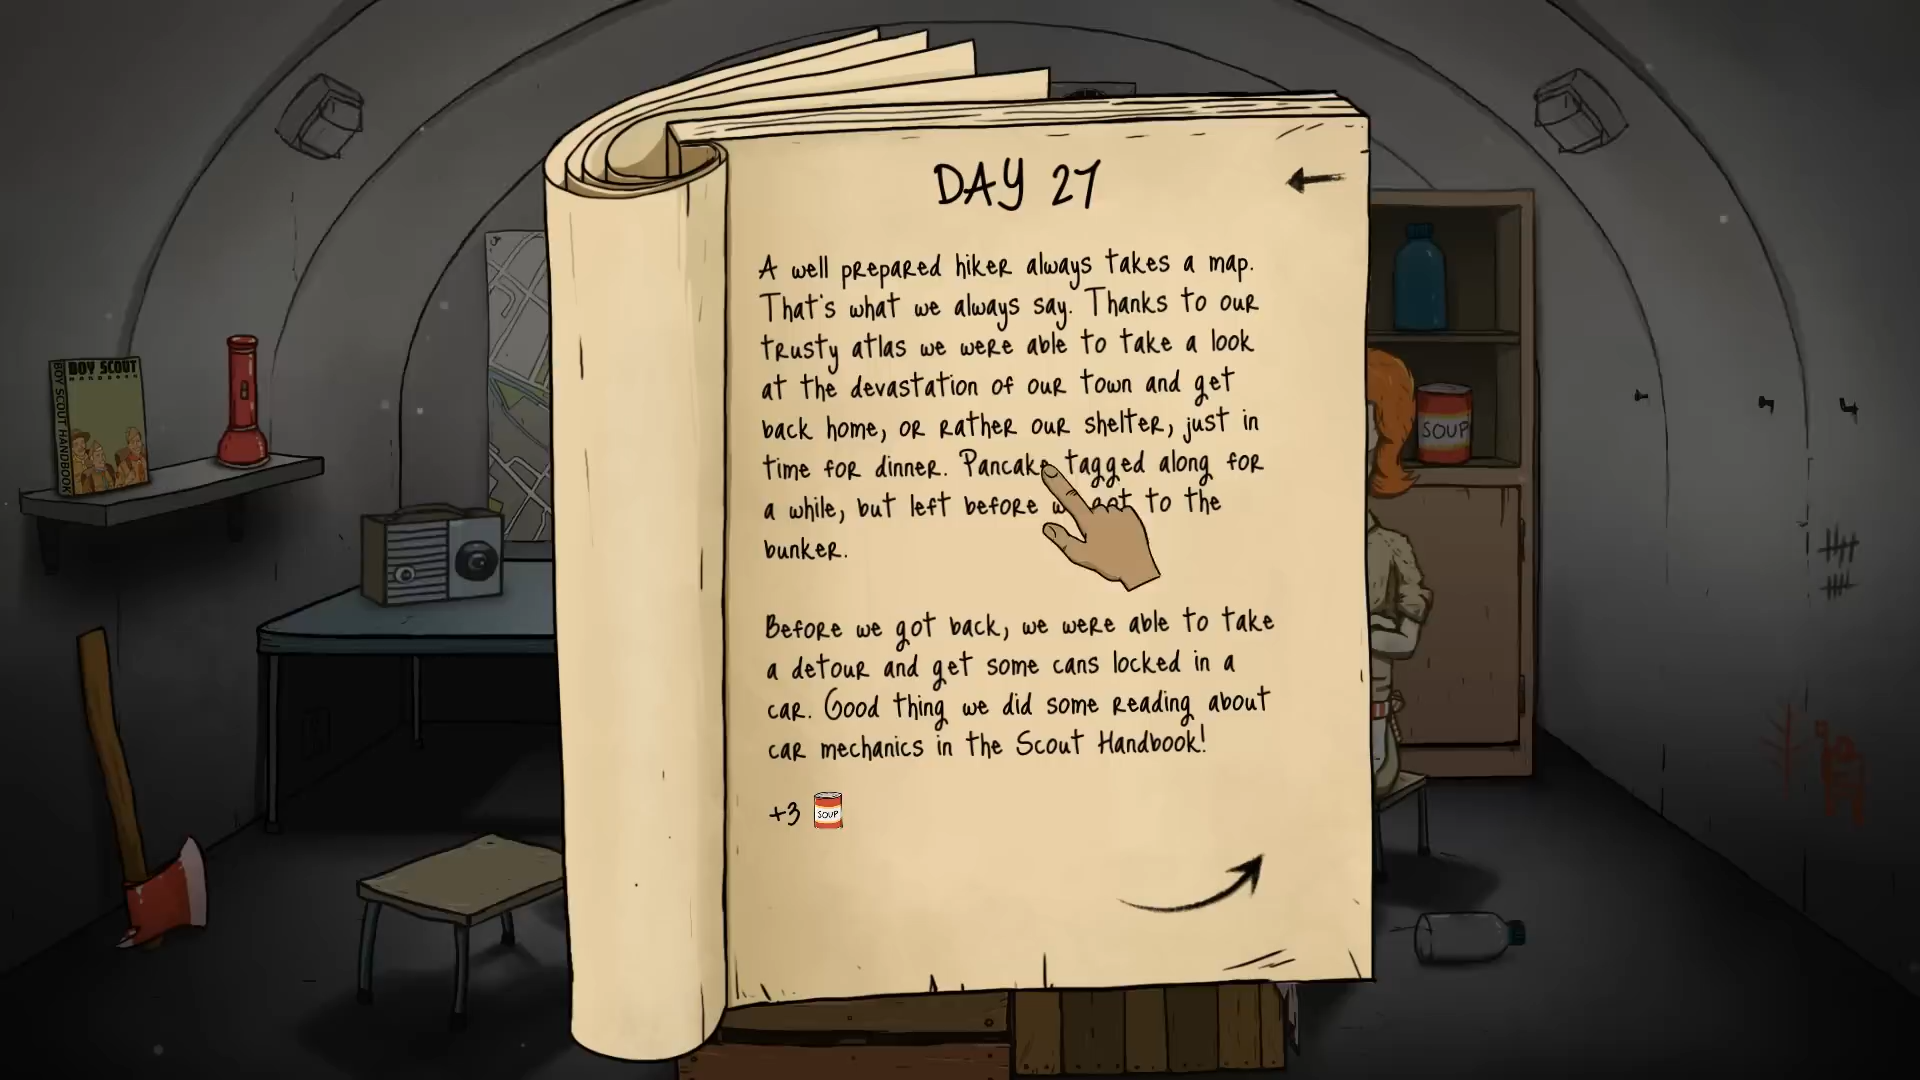 DAY 27
A well prepared hiker always takes a map.
That's what we always say. Thanks to our
trusty atlas we were able to take a look
at the devastation of our town and get
back home, or rather our shelter, just in
time for dinner. Pancake tagged along for
a while, but left before we got to the
bunker.
Before we got back, we were able to take
a detour and get some cans locked in a
car. Good thing we did some reading about
car mechanics in the Scout Handbook!
+3 SOUP
BOY SCOUT
HANDBOOK
BOY SCOUT HANDBOOK
SOUP